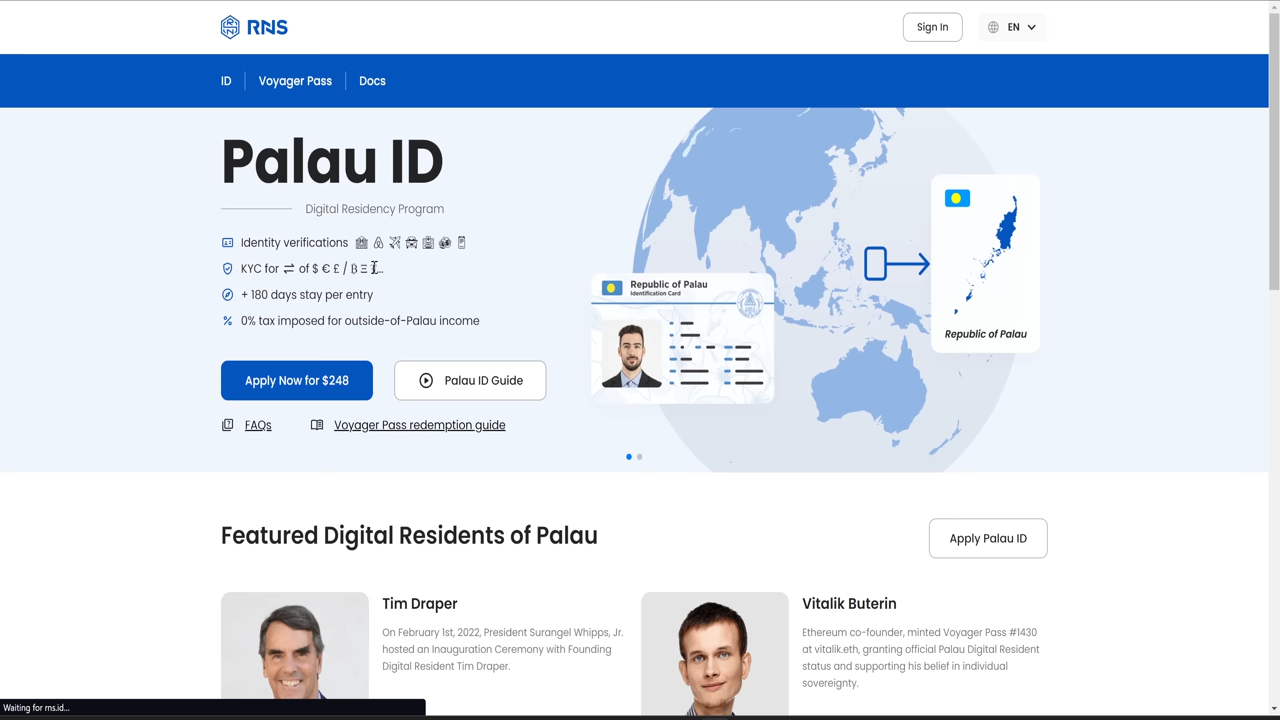 RNS
Sign In
EN
ID
Voyager Pass
Docs
Palau ID
Digital Residency Program
Identity verifications
KYC for ⇌ of $ € £ / B Ξ ...
+ 180 days stay per entry
% 0% tax imposed for outside-of-Palau income
Apply Now for $248
Palau ID Guide
FAQs
Voyager Pass redemption guide
Republic of Palau
Identification Card
Republic of Palau
Featured Digital Residents of Palau
Apply Palau ID
Tim Draper
On February 1st, 2022, President Surangel Whipps, Jr.
hosted an Inauguration Ceremony with Founding
Digital Resident Tim Draper.
Vitalik Buterin
Ethereum co-founder, minted Voyager Pass #1430
at vitalik.eth, granting official Palau Digital Resident
status and supporting his belief in individual
sovereignty.
Waiting for rns.id...